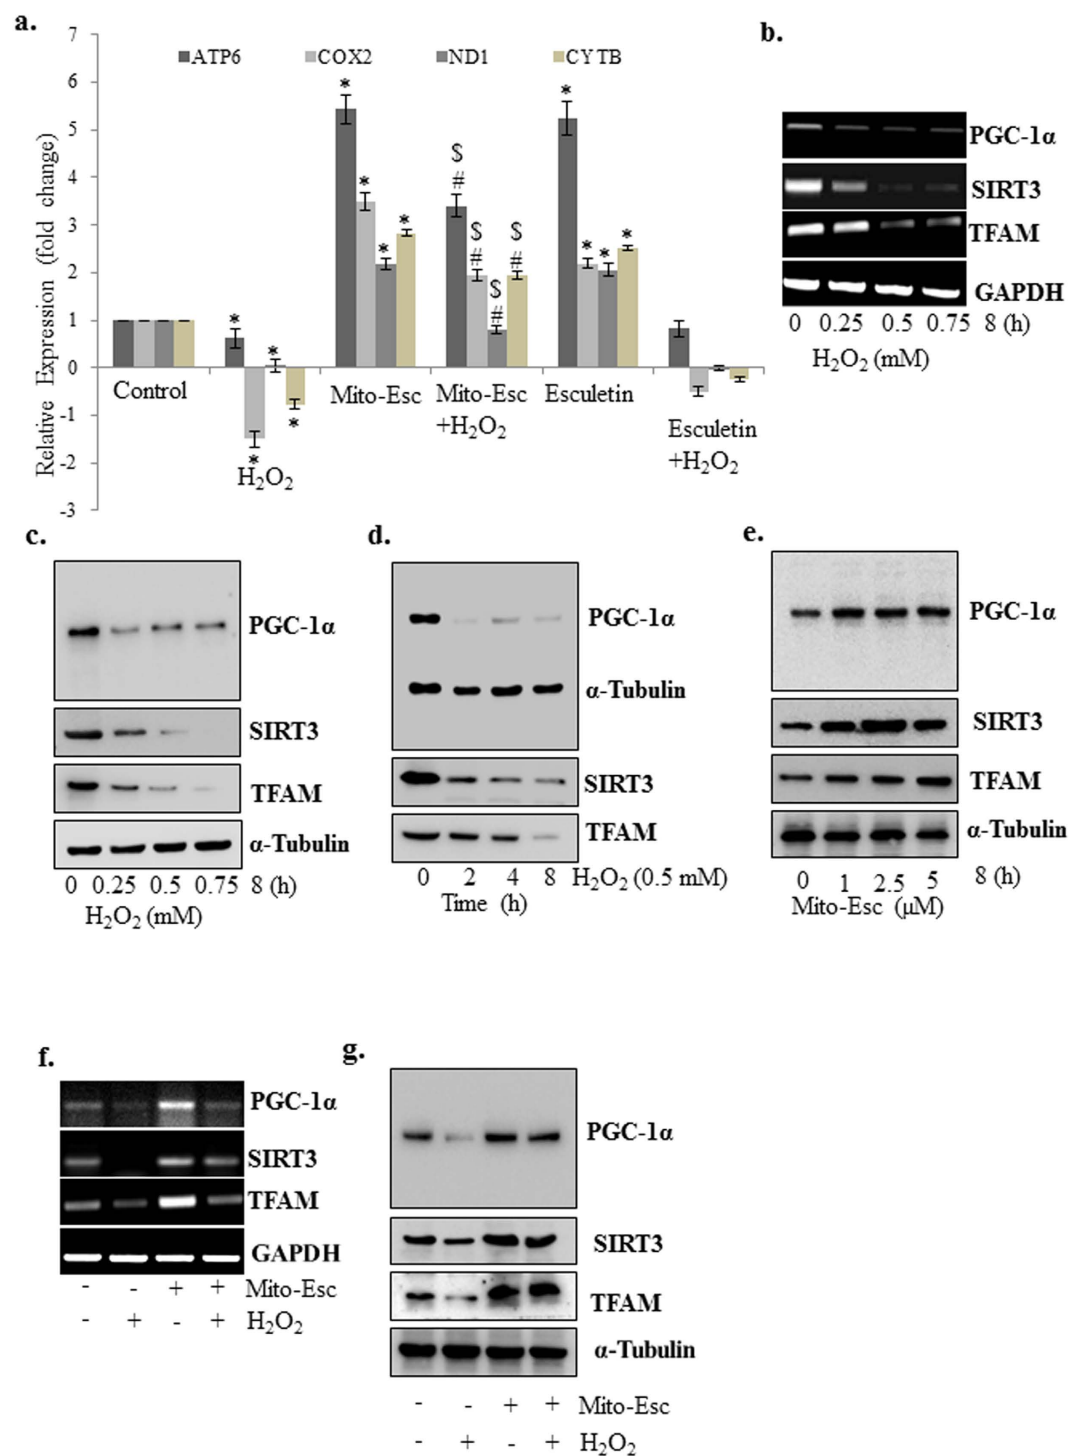 a.
ATP6 COX2 ND1 CYTB
Relative Expression (fold change)
7
6
5
4
3
2
1
0
-1
-2
-3
*
*
*
*
*
*
*
*
$
#
$
#
$
#
$
#
*
*
*
*
Control
H₂O₂
Mito-Esc
Mito-Esc
+H₂O₂
Esculetin
Esculetin
+H₂O₂
b.
PGC-1α
SIRT3
TFAM
GAPDH
0 0.25 0.5 0.75 8 (h)
H₂O₂ (mM)
c.
PGC-1α
SIRT3
TFAM
α-Tubulin
0 0.25 0.5 0.75 8 (h)
H₂O₂ (mM)
d.
PGC-1α
α-Tubulin
SIRT3
TFAM
0 2 4 8 H₂O₂ (0.5 mM)
Time (h)
e.
PGC-1α
SIRT3
TFAM
α-Tubulin
0 1 2.5 5 8 (h)
Mito-Esc (μM)
f.
PGC-1α
SIRT3
TFAM
GAPDH
- - + + Mito-Esc
- + - + H₂O₂
g.
PGC-1α
SIRT3
TFAM
α-Tubulin
- - + + Mito-Esc
- + - + H₂O₂